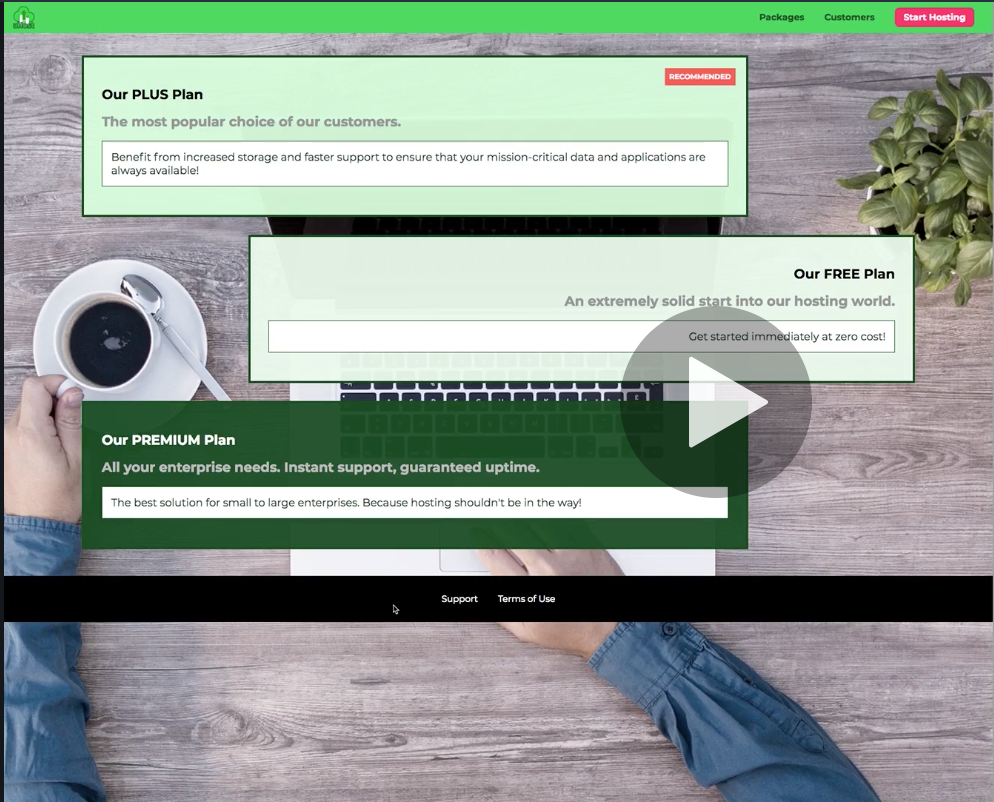 Packages
Customers
Start Hosting
RECOMMENDED
Our PLUS Plan
The most popular choice of our customers.
Benefit from increased storage and faster support to ensure that your mission-critical data and applications are
always available!
Our FREE Plan
An extremely solid start into our hosting world.
Get started immediately at zero cost!
Our PREMIUM Plan
All your enterprise needs. Instant support, guaranteed uptime.
The best solution for small to large enterprises. Because hosting shouldn't be in the way!
Support
Terms of Use